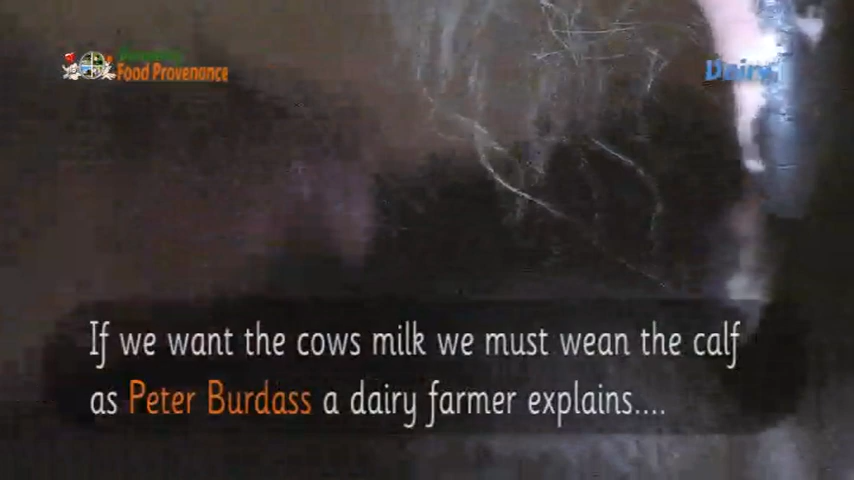 Food Provenance
Dairy
If we want the cows milk we must wean the calf
as Peter Burdass a dairy farmer explains....